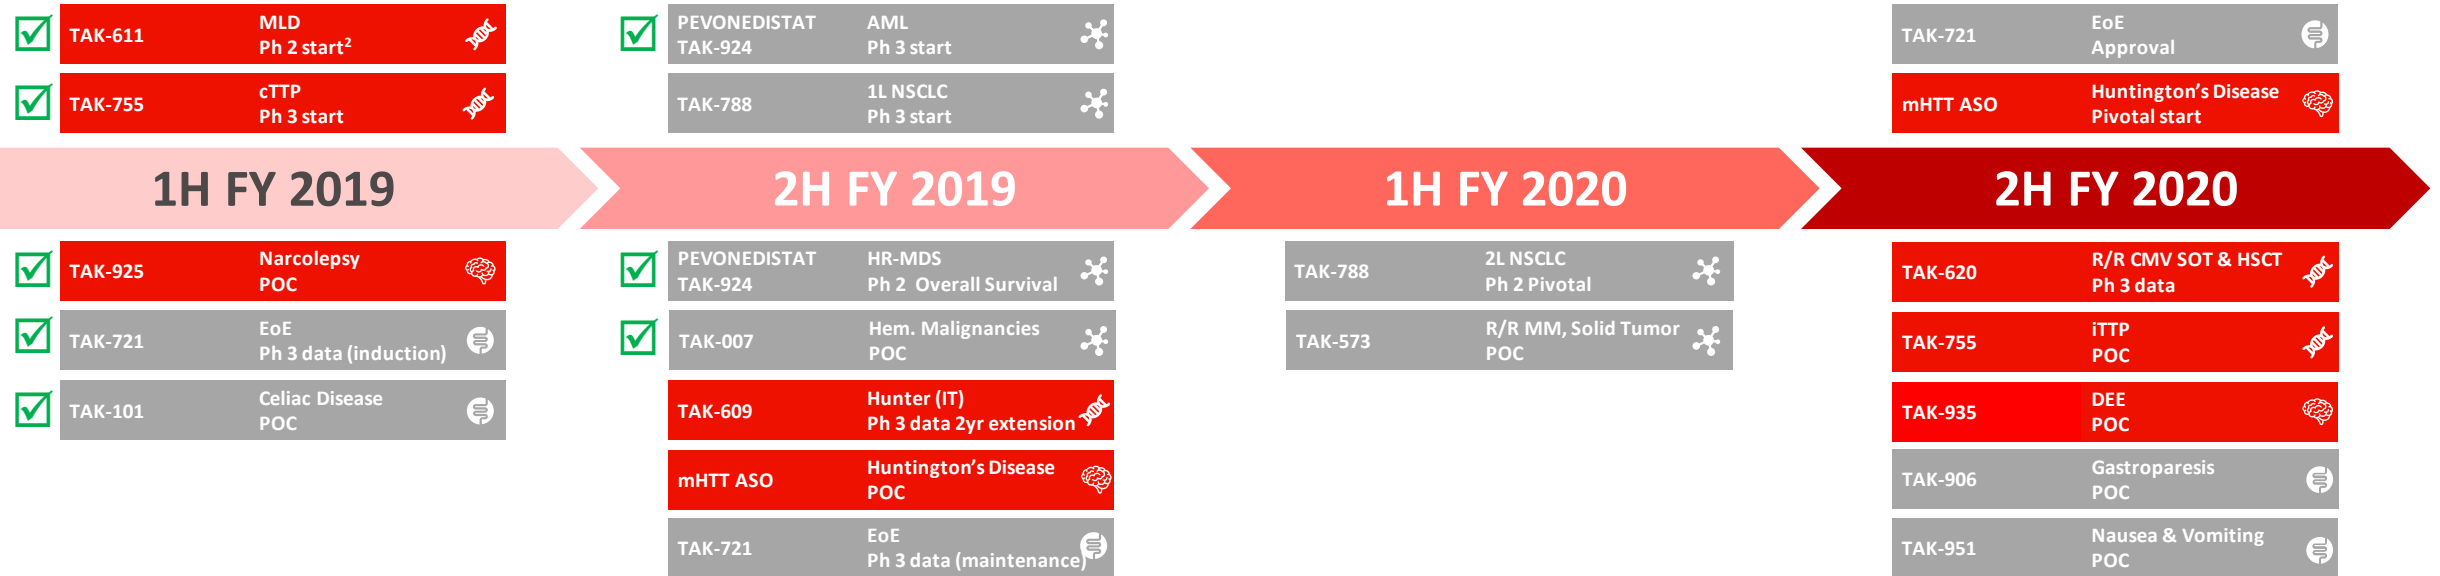 TAK-611
MLD
Ph 2 start²
TAK-755
cTTP
Ph 3 start
PEVONEDISTAT
TAK-924
AML
Ph 3 start
TAK-788
1L NSCLC
Ph 3 start
TAK-721
EoE
Approval
mHTT ASO
Huntington’s Disease
Pivotal start
1H FY 2019
2H FY 2019
1H FY 2020
2H FY 2020
TAK-925
Narcolepsy
POC
TAK-721
EoE
Ph 3 data (induction)
TAK-101
Celiac Disease
POC
PEVONEDISTAT
TAK-924
HR-MDS
Ph 2 Overall Survival
TAK-007
Hem. Malignancies
POC
TAK-609
Hunter (IT)
Ph 3 data 2yr extension
mHTT ASO
Huntington’s Disease
POC
TAK-721
EoE
Ph 3 data (maintenance)
TAK-788
2L NSCLC
Ph 2 Pivotal
TAK-573
R/R MM, Solid Tumor
POC
TAK-620
R/R CMV SOT & HSCT
Ph 3 data
TAK-755
iTTP
POC
TAK-935
DEE
POC
TAK-906
Gastroparesis
POC
TAK-951
Nausea & Vomiting
POC